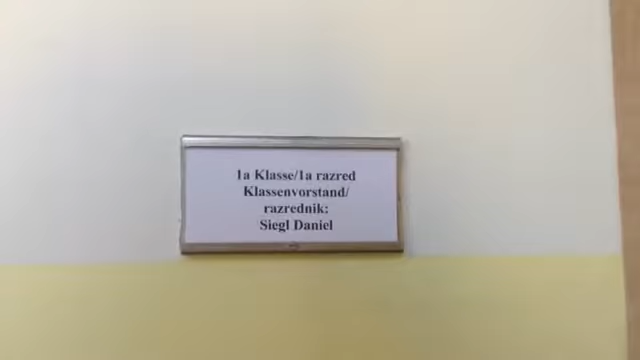 1a Klasse/1a razred
Klassenvorstand/
razrednik:
Siegl Daniel